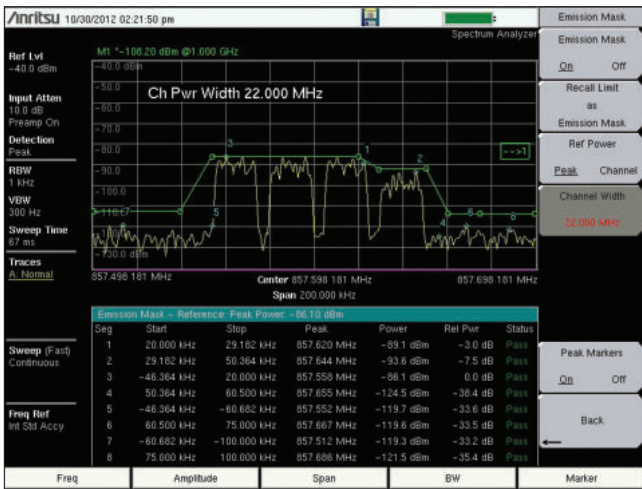 Anritsu 10/30/2012 02:21:50 pm
Spectrum Analyzer
Ref Lvl
-40.0 dBm
Input Atten
10.0 dB
Preamp On
Detection
Peak
RBW
1 kHz
VBW
300 Hz
Sweep Time
67 ms
Traces
A: Normal
Sweep (Fast)
Continuous
Freq Ref
Int Std Accy
M1 *-108.20 dBm @1.000 GHz
-40.0 dBm
-50.0
Ch Pwr Width 22.000 MHz
-60.0
-70.0
-80.0
-90.0
-100.0
-110.0
-120.0
-130.0 dBm
3 1 2
-->1
7 5 4 6 8
857.498 181 MHz Center 857.598 181 MHz 857.698 181 MHz
Span 200.000 kHz
Emission Mask - Reference: Peak Power: -86.10 dBm
Seg Start Stop Peak Power Rel Pwr Status
1 20.000 kHz 29.182 kHz 857.620 MHz -89.1 dBm -3.0 dB Pass
2 29.182 kHz 50.364 kHz 857.644 MHz -93.6 dBm -7.5 dB Pass
3 -46.364 kHz 20.000 kHz 857.558 MHz -86.1 dBm 0.0 dB Pass
4 50.364 kHz 60.500 kHz 857.655 MHz -124.5 dBm -38.4 dB Pass
5 -46.364 kHz -60.682 kHz 857.552 MHz -119.7 dBm -33.6 dB Pass
6 60.500 kHz 75.000 kHz 857.667 MHz -119.6 dBm -33.5 dB Pass
7 -60.682 kHz -100.000 kHz 857.512 MHz -119.3 dBm -33.2 dB Pass
8 75.000 kHz 100.000 kHz 857.686 MHz -121.5 dBm -35.4 dB Pass
Emission Mask
Emission Mask
On Off
Recall Limit
as
Emission Mask
Ref Power
Peak Channel
Channel Width
22.000 MHz
Peak Markers
On Off
Back
Freq Amplitude Span BW Marker